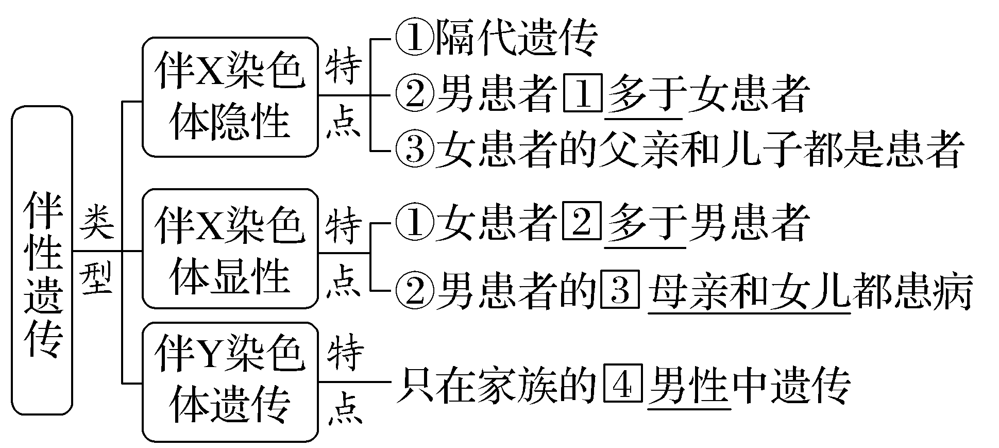 伴性遗传
类型
伴X染色
体隐性
特点
①隔代遗传
②男患者1多于女患者
③女患者的父亲和儿子都是患者
伴X染色
体显性
特点
①女患者2多于男患者
②男患者的3母亲和女儿都患病
伴Y染色
体遗传
特点
只在家族的4男性中遗传